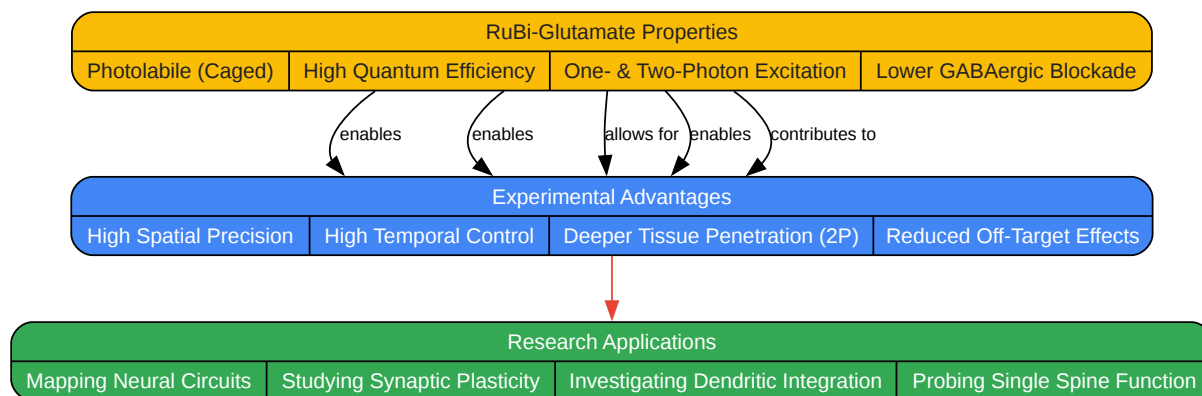 RuBi-Glutamate Properties
Photolabile (Caged) High Quantum Efficiency One- & Two-Photon Excitation Lower GABAergic Blockade
enables enables allows for enables contributes to
Experimental Advantages
High Spatial Precision High Temporal Control Deeper Tissue Penetration (2P) Reduced Off-Target Effects
Research Applications
Mapping Neural Circuits Studying Synaptic Plasticity Investigating Dendritic Integration Probing Single Spine Function